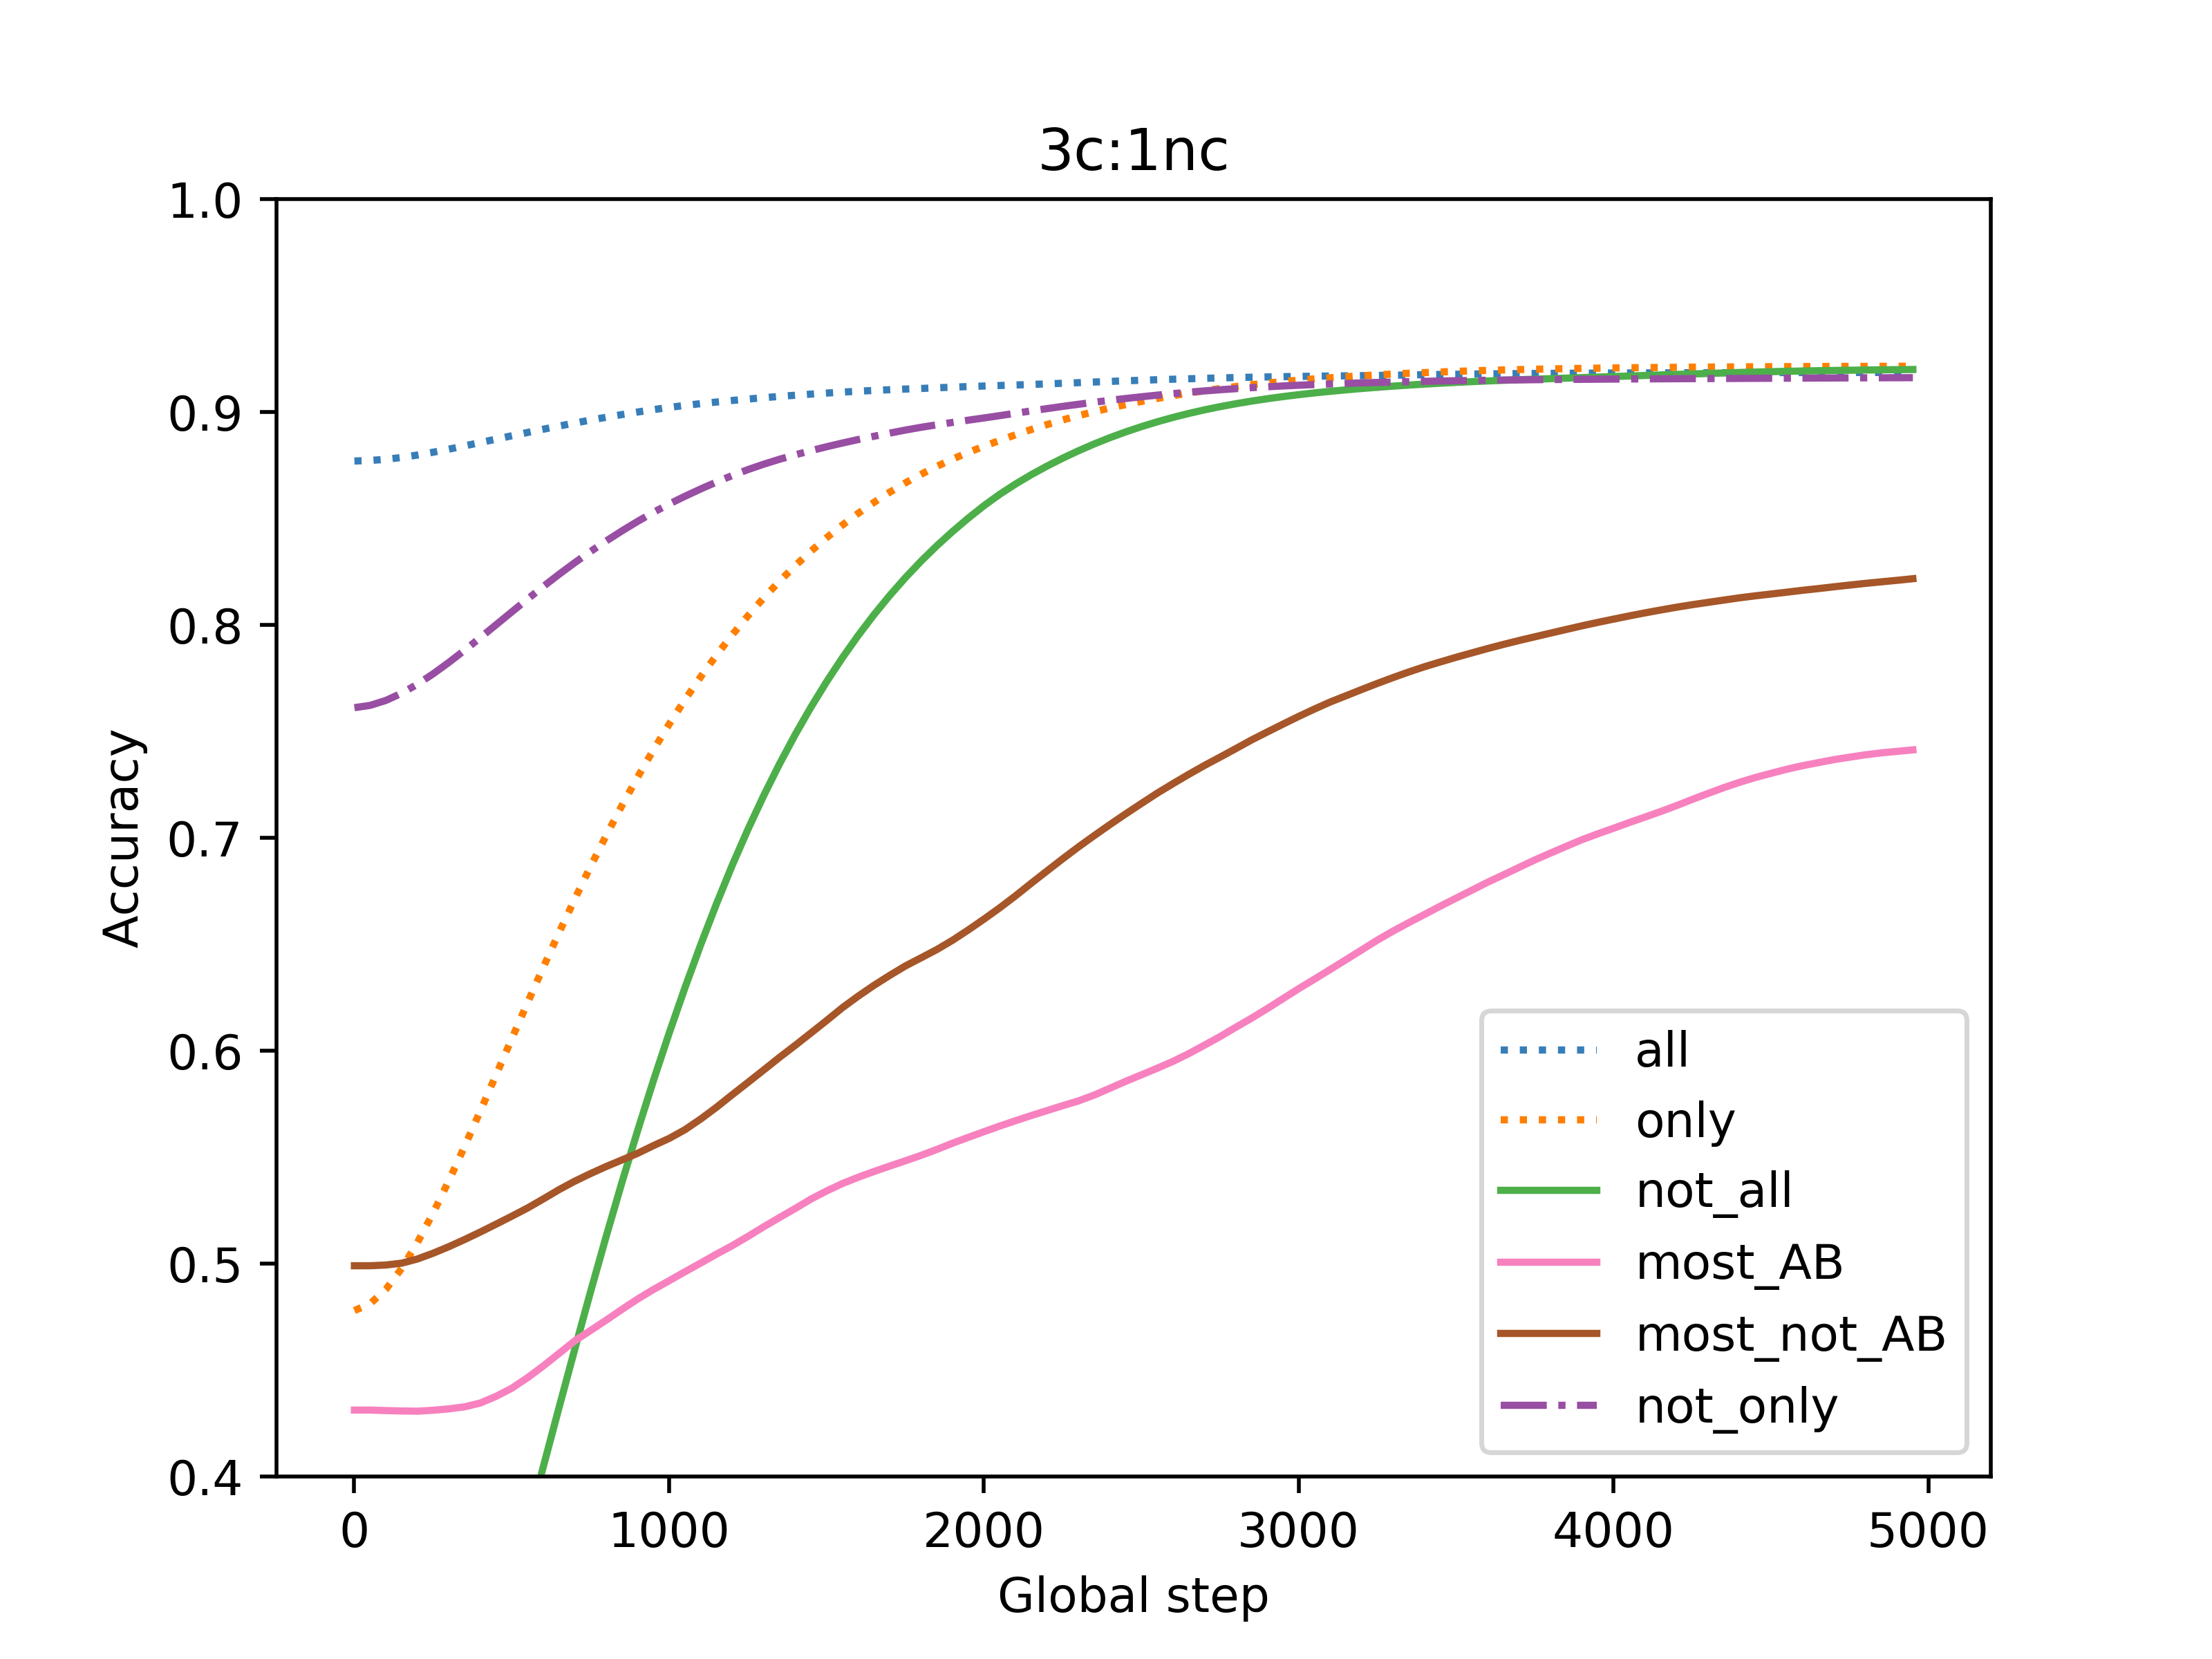 3c:1nc
1.0
0.9
0.8
0.7
0.6
0.5
0.4
Accuracy
0 1000 2000 3000 4000 5000
Global step
all
only
not_all
most_AB
most_not_AB
not_only